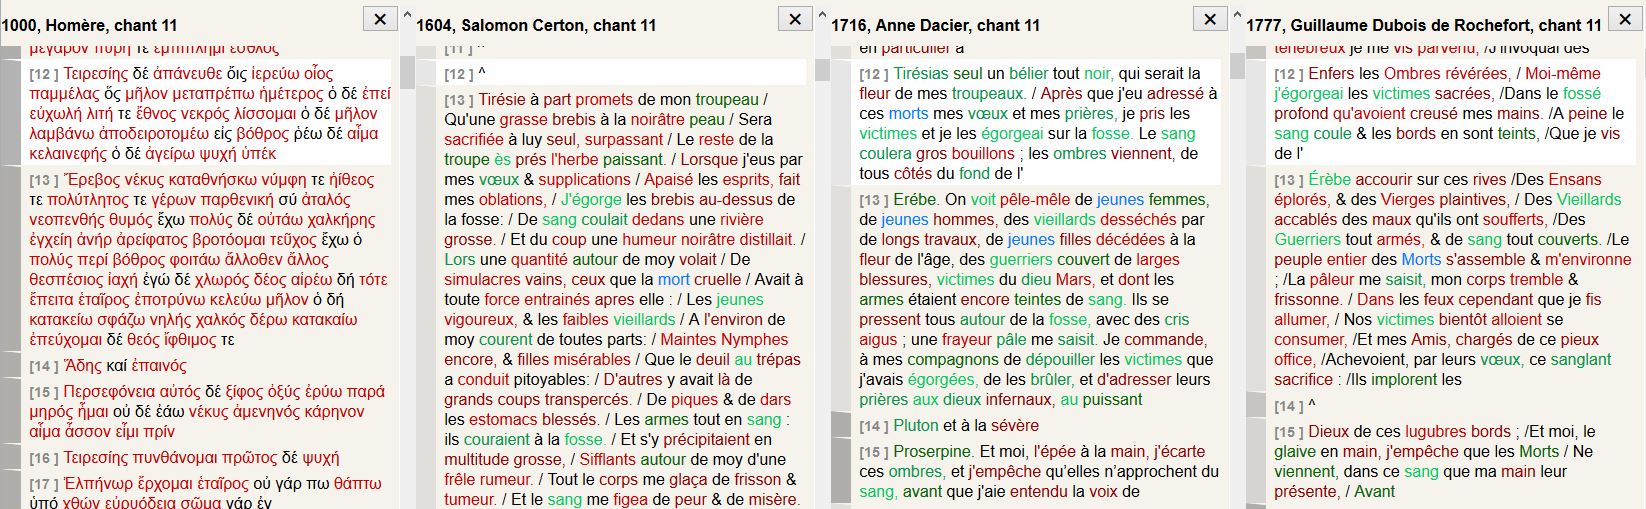 1000, Homère, chant 11
μέγαρον πυρή τε ἐμπίπλημι ἐσθλός
[12 ] Τειρεσίης δέ ἀπάνευθε ὄις ἱερεύω οἶος
παμμέλας ὅς μῆλον μεταπρέπω ἡμέτερος ὁ δέ ἐπεί
εὐχωλή λιτή τε ἔθνος νεκρός λίσσομαι ὁ δέ μῆλον
λαμβάνω ἀποδειροτομέω εἰς βόθρος ῥέω δέ αἷμα
κελαινεφής ὁ δέ ἀγείρω ψυχή ὑπέκ
[13 ] Ἔρεβος νέκυς καταθνήσκω νύμφη τε ᾐίθεος
τε πολύτλητος τε γέρων παρθενική σύ ἀταλός
νεοπενθής θυμός ἔχω πολύς δέ οὐτάω χαλκήρης
ἐγχείη ἀνήρ ἀρείφατος βροτόομαι τεῦχος ἔχω ὁ
πολύς περί βόθρος φοιτάω ἄλλοθεν ἄλλος
θεσπέσιος ἰαχή ἐγώ δέ χλωρός δέος αἱρέω δή τότε
ἔπειτα ἑταῖρος ἐποτρύνω κελεύω μῆλον ὁ δή
κατακείω σφάζω νηλής χαλκός δέρω κατακαίω
ἐπεύχομαι δέ θεός ἴφθιμος τε
[14 ] Ἅδης καί ἐπαινός
[15 ] Περσεφόνεια αὐτός δέ ξίφος ὀξύς ἐρύω παρά
μηρός ἧμαι οὐ δέ ἐάω νέκυς ἀμενηνός κάρηνον
αἷμα ἆσσον εἶμι πρίν
[16 ] Τειρεσίης πυνθάνομαι πρῶτος δέ ψυχή
[17 ] Ἐλπήνωρ ἔρχομαι ἑταῖρος οὐ γάρ πω θάπτω
ὑπό χθών εὐρυόδεια σῶμα γάρ ἐν
1604, Salomon Certon, chant 11
[11 ] ^
[12 ] ^
[13 ] Tirésie à part promets de mon troupeau /
Qu'une grasse brebis à la noirâtre peau / Sera
sacrifiée à luy seul, surpassant / Le reste de la
troupe ès prés l'herbe paissant. / Lorsque j'eus par
mes vœux & supplications / Apaisé les esprits, fait
mes oblations, / J'égorge les brebis au-dessus de
la fosse: / De sang coulait dedans une rivière
grosse. / Et du coup une humeur noirâtre distillait. /
Lors une quantité autour de moy volait / De
simulacres vains, ceux que la mort cruelle / Avait à
toute force entrainés apres elle : / Les jeunes
vigoureux, & les faibles vieillards / A l'environ de
moy courent de toutes parts: / Maintes Nymphes
encore, & filles misérables / Que le deuil au trépas
a conduit pitoyables: / D'autres y avait là de
grands coups transpercés. / De piques & de dars
les estomacs blessés. / Les armes tout en sang :
ils couraient à la fosse. / Et s'y précipitaient en
multitude grosse, / Sifflants autour de moy d'une
frêle rumeur. / Tout le corps me glaça de frisson &
tumeur. / Et le sang me figea de peur & de misère.
1716, Anne Dacier, chant 11
en particulier à
[12 ] Tirésias seul un bélier tout noir, qui serait la
fleur de mes troupeaux. / Après que j'eu adressé à
ces morts mes vœux et mes prières, je pris les
victimes et je les égorgeai sur la fosse. Le sang
coulera gros bouillons ; les ombres viennent, de
tous côtés du fond de l'
[13 ] Erébe. On voit pêle-mêle de jeunes femmes,
de jeunes hommes, des vieillards desséchés par
de longs travaux, de jeunes filles décédées à la
fleur de l'âge, des guerriers couvert de larges
blessures, victimes du dieu Mars, et dont les
armes étaient encore teintes de sang. Ils se
pressent tous autour de la fosse, avec des cris
aigus ; une frayeur pâle me saisit. Je commande,
à mes compagnons de dépouiller les victimes que
j'avais égorgées, de les brûler, et d'adresser leurs
prières aux dieux infernaux, au puissant
[14 ] Pluton et à la sévère
[15 ] Proserpine. Et moi, l'épée à la main, j'écarte
ces ombres, et j'empêche qu'elles n'approchent du
sang, avant que j'aie entendu la voix de
1777, Guillaume Dubois de Rochefort, chant 11
ténébreux je me vis parvenu, /J'invoquai des
[12 ] Enfers les Ombres révérées, / Moi-même
j'égorgeai les victimes sacrées, /Dans le fossé
profond qu'avoient creusé mes mains. /A peine le
sang coule & les bords en sont teints, /Que je vis
de l'
[13 ] Érèbe accourir sur ces rives /Des Ensans
éplorés, & des Vierges plaintives, / Des Vieillards
accablés des maux qu'ils ont soufferts, /Des
Guerriers tout armés, & de sang tout couverts. /Le
peuple entier des Morts s'assemble & m'environne
; /La pâleur me saisit, mon corps tremble &
frissonne. / Dans les feux cependant que je fis
allumer, / Nos victimes bientôt alloient se
consumer, /Et mes Amis, chargés de ce pieux
office, /Achevoient, par leurs vœux, ce sanglant
sacrifice : /Ils implorent les
[14 ] ^
[15 ] Dieux de ces lugubres bords ; /Et moi, le
glaive en main, j'empêche que les Morts / Ne
viennent, dans ce sang que ma main leur
présente, / Avant